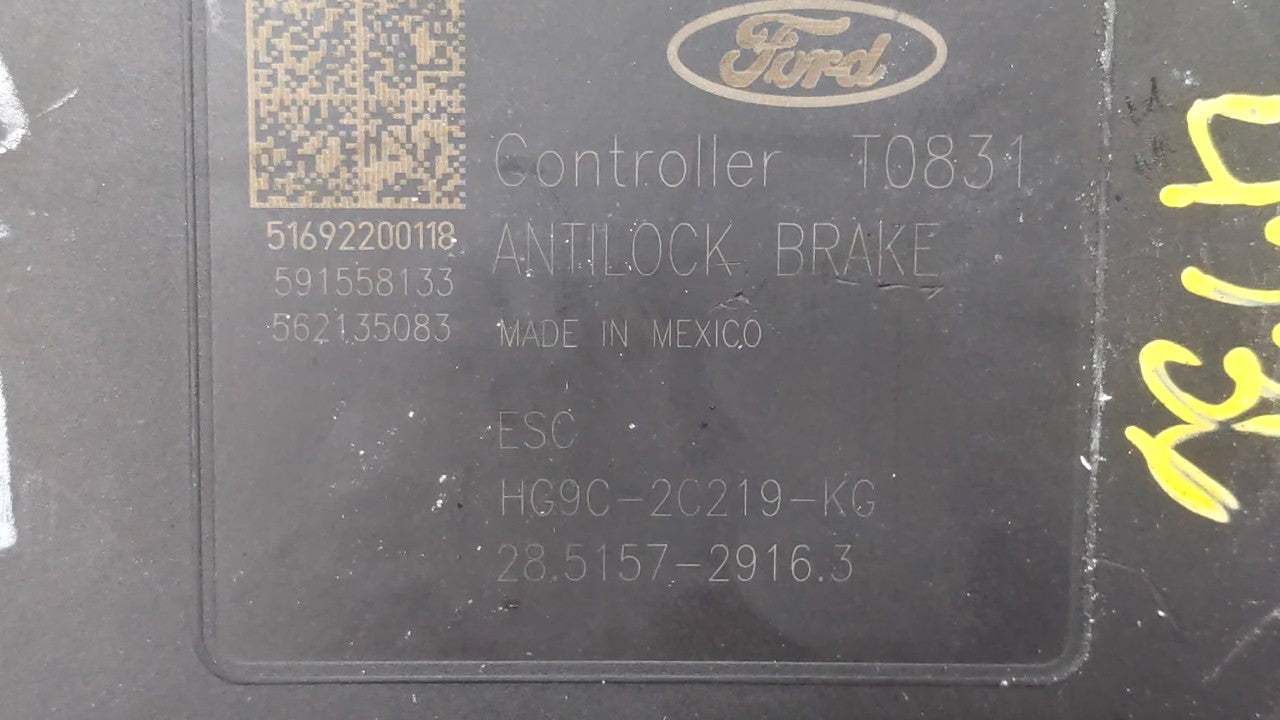 Ford
Controller T0831
ANTILOCK BRAKE
MADE IN MEXICO
51692200118
591558133
562135083
ESC
HG9C-2C219-KG
28.5157-2916.3